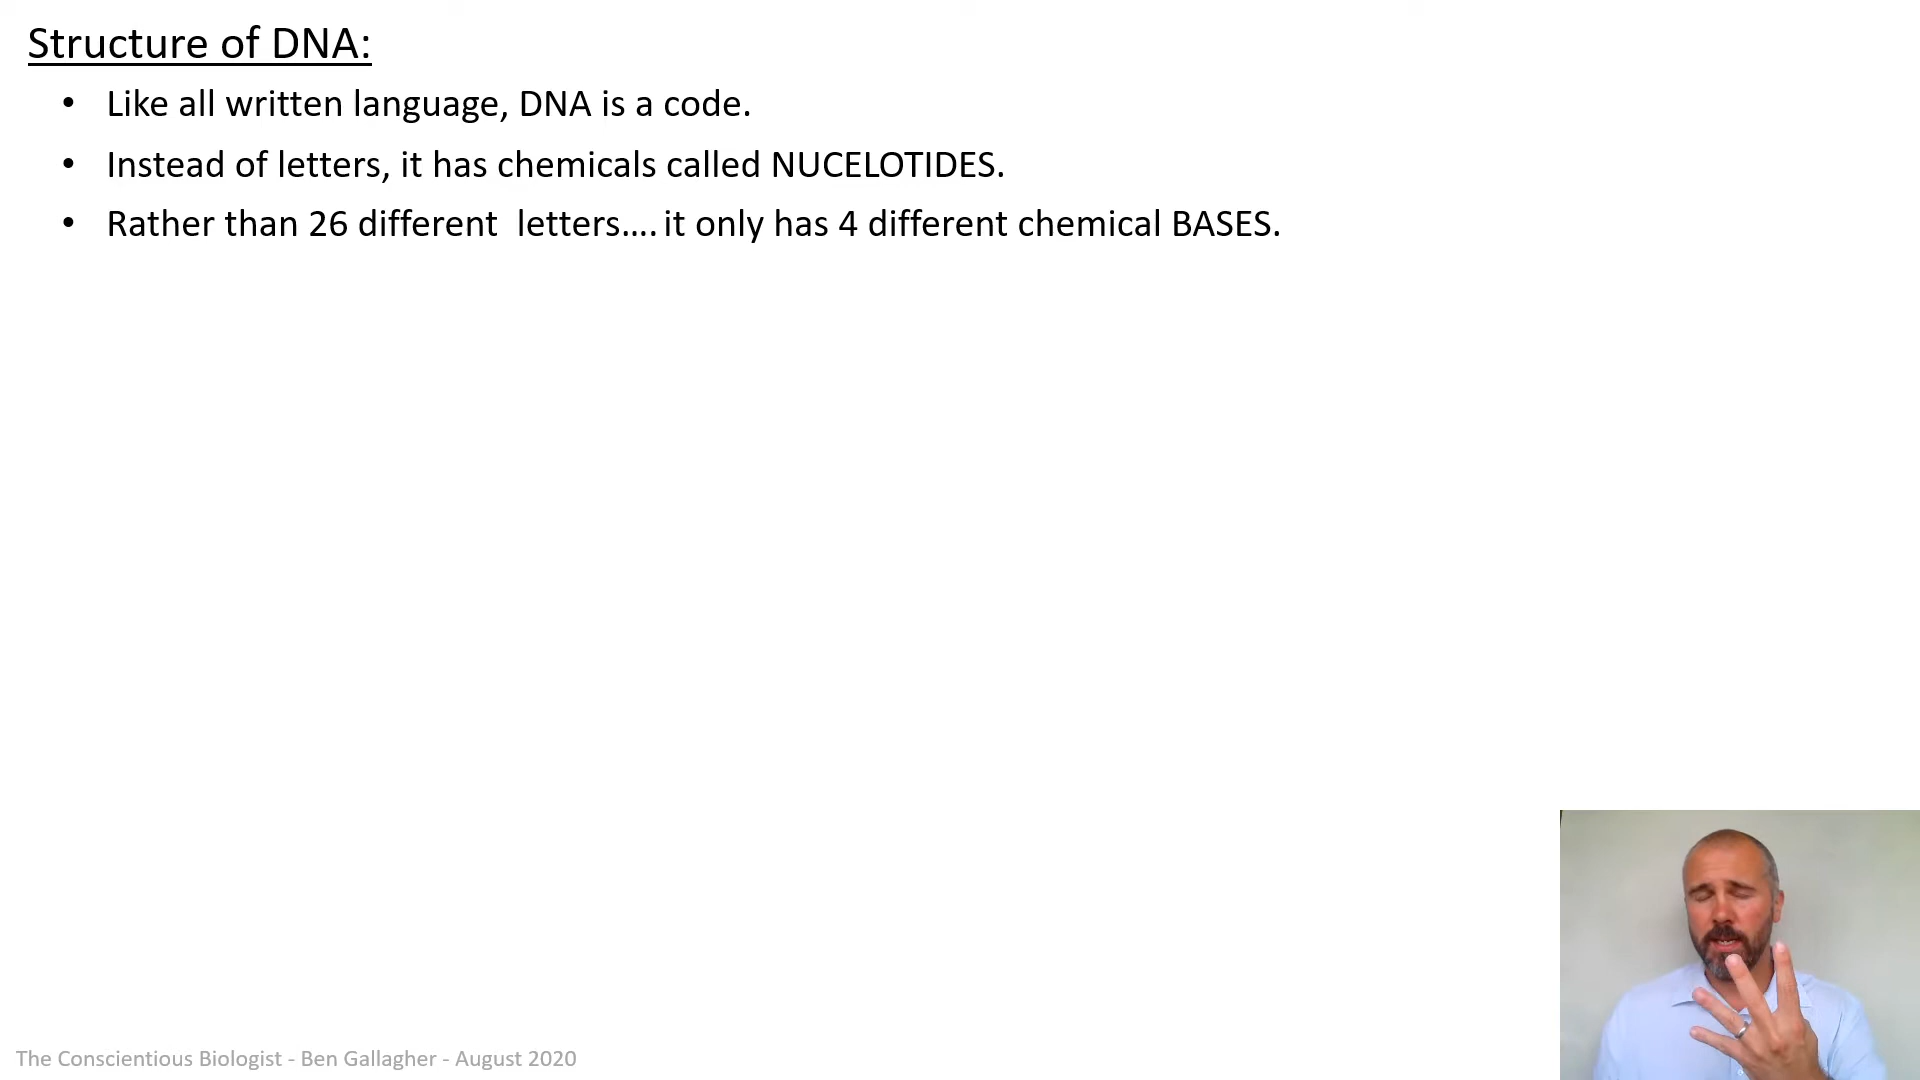 Structure of DNA:
• Like all written language, DNA is a code.
• Instead of letters, it has chemicals called NUCELOTIDES.
• Rather than 26 different  letters.... it only has 4 different chemical BASES.
The Conscientious Biologist - Ben Gallagher - August 2020